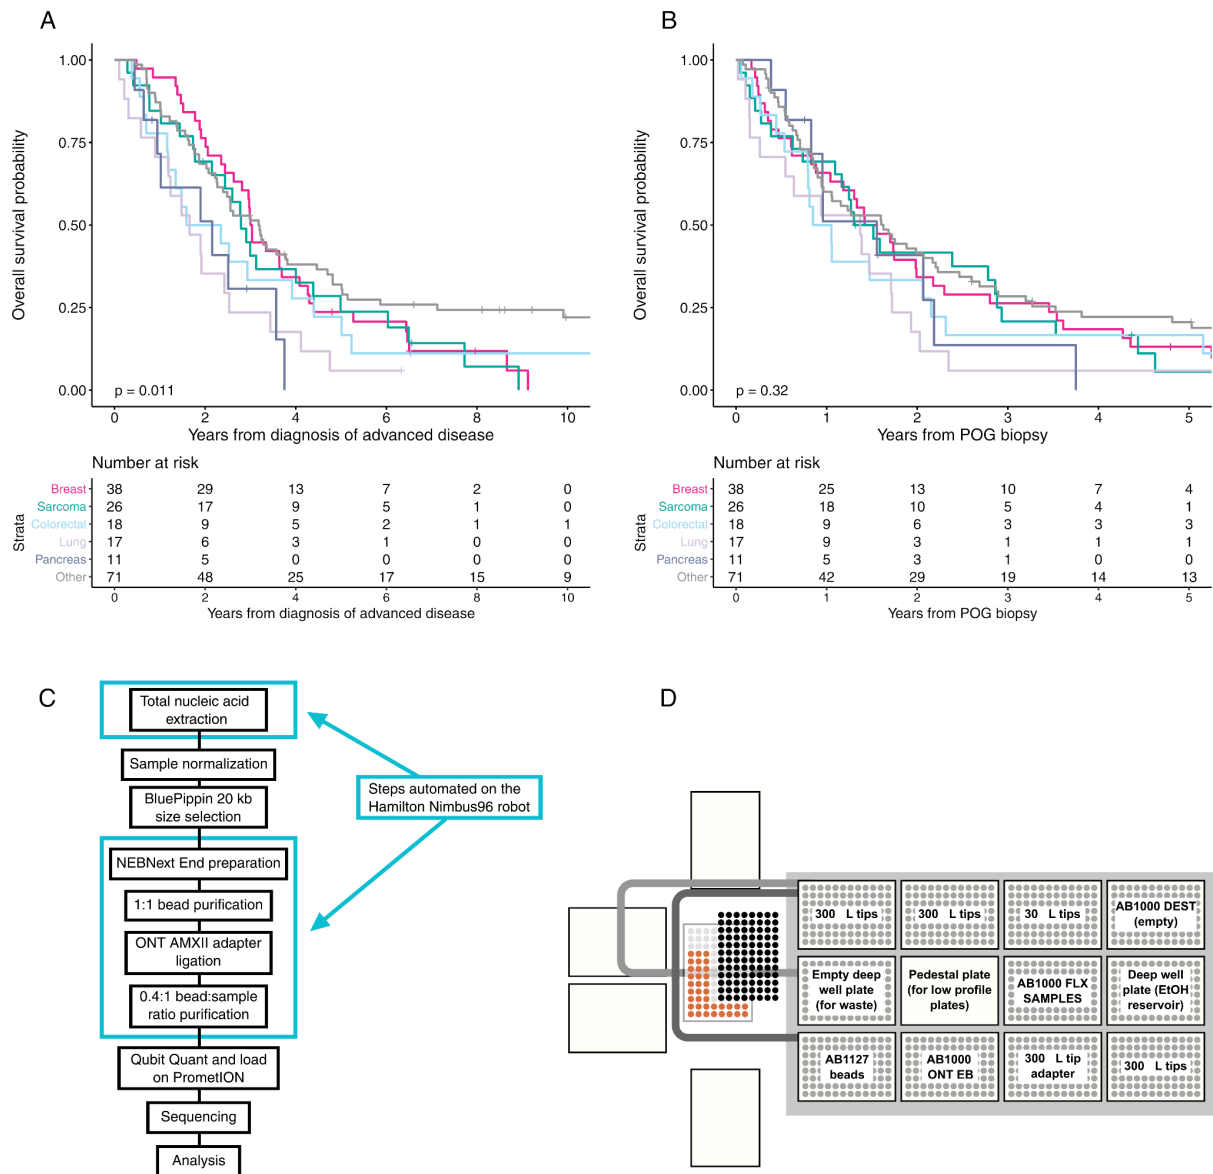 A
1.00
0.75
0.50
0.25
0.00
Overall survival probability
p = 0.011
0 2 4 6 8 10
Years from diagnosis of advanced disease
Number at risk
Strata
Breast 38 29 13 7 2 0
Sarcoma 26 17 9 5 1 0
Colorectal 18 9 5 2 1 1
Lung 17 6 3 1 0 0
Pancreas 11 5 0 0 0 0
Other 71 48 25 17 15 9
0 2 4 6 8 10
Years from diagnosis of advanced disease
B
1.00
0.75
0.50
0.25
0.00
Overall survival probability
p = 0.32
0 1 2 3 4 5
Years from POG biopsy
Number at risk
Strata
Breast 38 25 13 10 7 4
Sarcoma 26 18 10 5 4 1
Colorectal 18 9 6 3 3 3
Lung 17 9 3 1 1 1
Pancreas 11 5 3 1 0 0
Other 71 42 29 19 14 13
0 1 2 3 4 5
Years from POG biopsy
C
Total nucleic acid
extraction
Sample normalization
BluePippin 20 kb
size selection
NEBNext End preparation
1:1 bead purification
ONT AMXII adapter
ligation
0.4:1 bead:sample
ratio purification
Qubit Quant and load
on PrometION
Sequencing
Analysis
Steps automated on the
Hamilton Nimbus96 robot
D
300 L tips
300 L tips
30 L tips
AB1000 DEST
(empty)
Empty deep
well plate
(for waste)
Pedestal plate
(for low profile
plates)
AB1000 FLX
SAMPLES
Deep well
plate (EtOH
reservoir)
AB1127
beads
AB1000
ONT EB
300 L tip
adapter
300 L tips